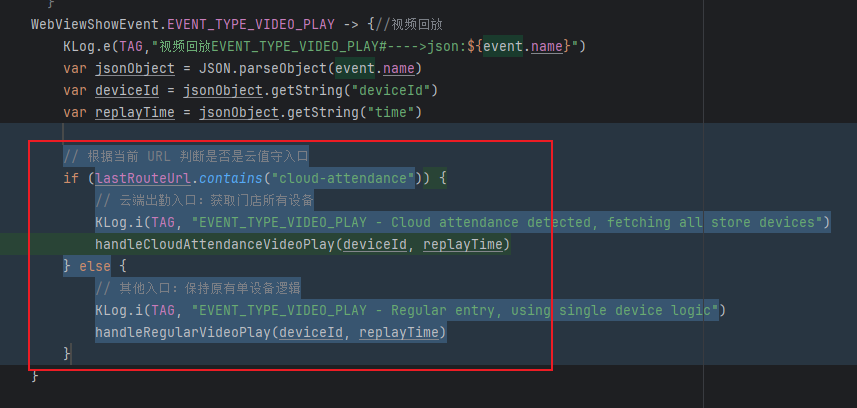 }
WebViewShowEvent.EVENT_TYPE_VIDEO_PLAY -> {//视频回放
KLog.e(TAG,"视频回放EVENT_TYPE_VIDEO_PLAY#---->json:${event.name}")
var jsonObject = JSON.parseObject(event.name)
var deviceId = jsonObject.getString("deviceId")
var replayTime = jsonObject.getString("time")
// 根据当前 URL 判断是否是云值守入口
if (lastRouteUrl.contains("cloud-attendance")) {
// 云端出勤入口：获取门店所有设备
KLog.i(TAG, "EVENT_TYPE_VIDEO_PLAY - Cloud attendance detected, fetching all store devices")
handleCloudAttendanceVideoPlay(deviceId, replayTime)
} else {
// 其他入口：保持原有单设备逻辑
KLog.i(TAG, "EVENT_TYPE_VIDEO_PLAY - Regular entry, using single device logic")
handleRegularVideoPlay(deviceId, replayTime)
}
}